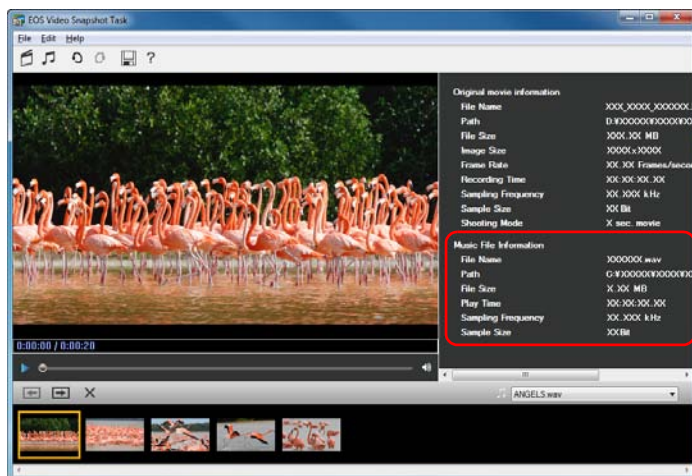 EOS Video Snapshot Task
File Edit Help
Original movie information
File Name XXX_XXXX_XXXXXX.
Path D:¥XXXXX¥XXXX¥XX
File Size XXX.XX MB
Image Size XXXXxXXXX
Frame Rate XX.XX Frames/seco
Recording Time XX:XX:XX.XX
Sampling Frequency XX.XXX kHz
Sample Size XX Bit
Shooting Mode X sec. movie
Music File Information
File Name XXXXXX.wav
Path G:¥XXXXXX¥XXXXX¥X
File Size X.XX MB
Play Time XX:XX:XX.XX
Sampling Frequency XX.XXX kHz
Sample Size XXBit
0:00:00 / 0:00:20
ANGELS.wav